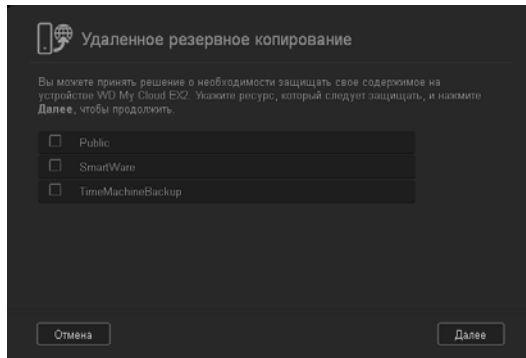 Удаленное резервное копирование
Вы можете принять решение о необходимости защищать свое содержимое на
устройстве WD My Cloud EX2. Укажите ресурс, который следует защищать, и нажмите
Далее, чтобы продолжить.
Public
SmartWare
TimeMachineBackup
Отмена
Далее